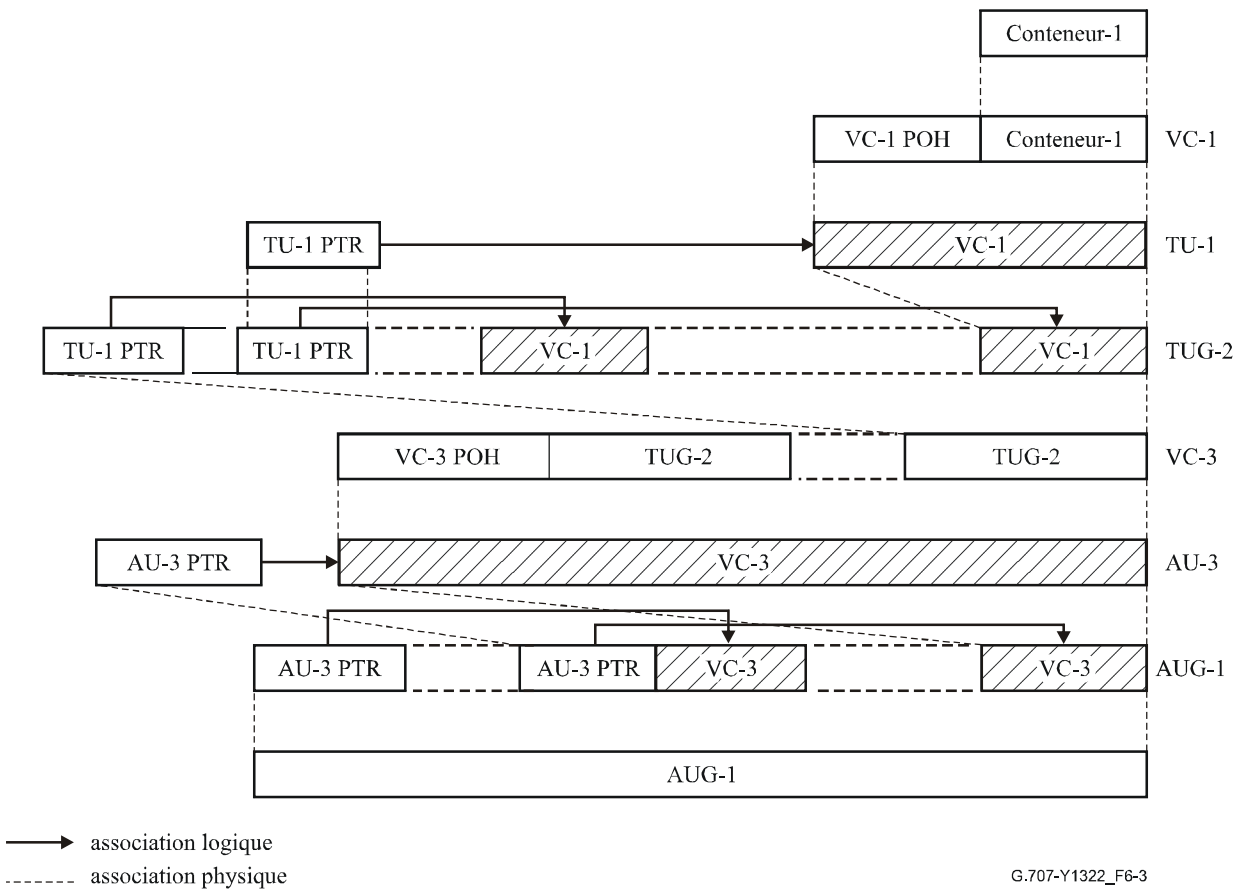 Conteneur-1
VC-1 POH Conteneur-1 VC-1
TU-1 PTR VC-1 TU-1
TU-1 PTR TU-1 PTR VC-1 VC-1 TUG-2
VC-3 POH TUG-2 TUG-2 VC-3
AU-3 PTR VC-3 AU-3
AU-3 PTR AU-3 PTR VC-3 VC-3 AUG-1
AUG-1
association logique
association physique
G.707-Y1322_F6-3